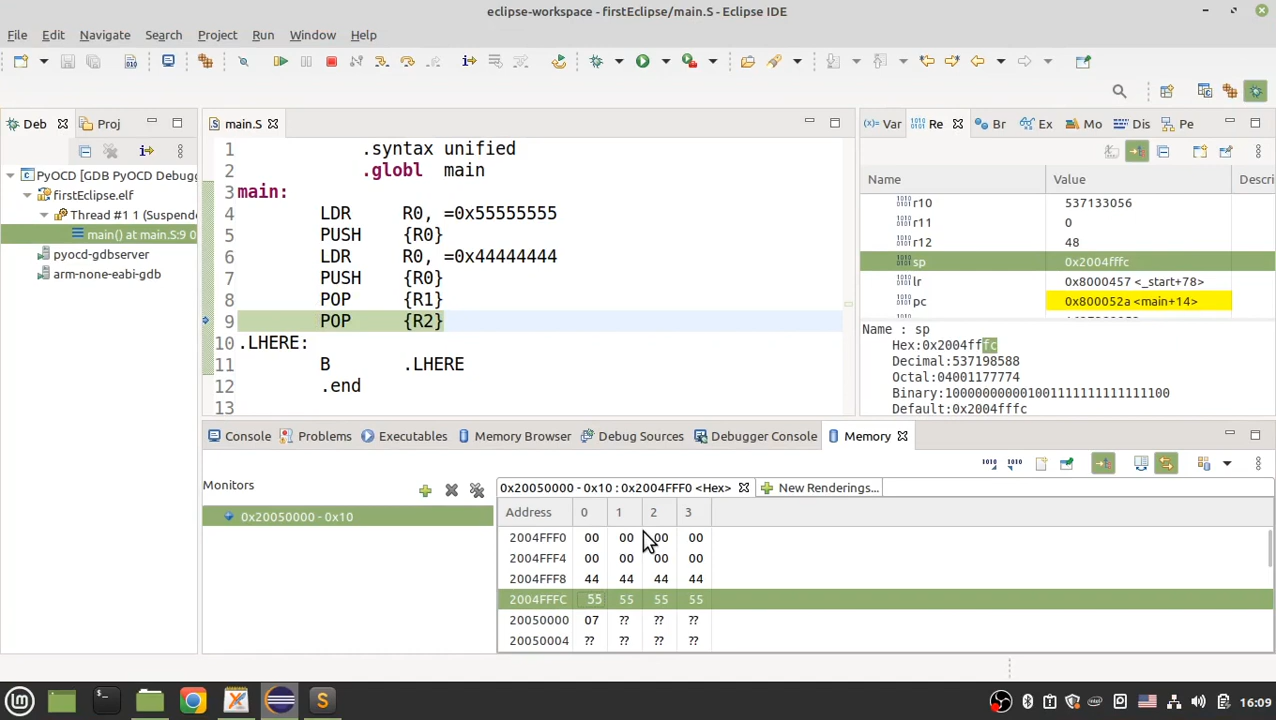 eclipse-workspace - firstEclipse/main.S - Eclipse IDE
File Edit Navigate Search Project Run Window Help
Deb Proj
PyOCD [GDB PyOCD Debugg
firstEclipse.elf
Thread #1 1 (Suspende
main() at main.S:9 0
pyocd-gdbserver
arm-none-eabi-gdb
main.S
1 .syntax unified
2 .globl main
3 main:
4 LDR R0, =0x55555555
5 PUSH {R0}
6 LDR R0, =0x44444444
7 PUSH {R0}
8 POP {R1}
9 POP {R2}
10 .LHERE:
11 B .LHERE
12 .end
13
(x)= Var Re Br Ex Mo Dis Pe
Name Value Descri
r10 537133056
r11 0
r12 48
sp 0x2004fffc
lr 0x8000457 <_start+78>
pc 0x800052a <main+14>
Name : sp
Hex:0x2004fffc
Decimal:537198588
Octal:04001177774
Binary:100000000001001111111111111100
Default:0x2004fffc
Console Problems Executables Memory Browser Debug Sources Debugger Console Memory
Monitors
0x20050000 - 0x10
0x20050000 - 0x10 : 0x2004FFF0 <Hex> New Renderings...
Address 0 1 2 3
2004FFF0 00 00 00 00
2004FFF4 00 00 00 00
2004FFF8 44 44 44 44
2004FFFC 55 55 55 55
20050000 07 ?? ?? ??
20050004 ?? ?? ?? ??
16:09